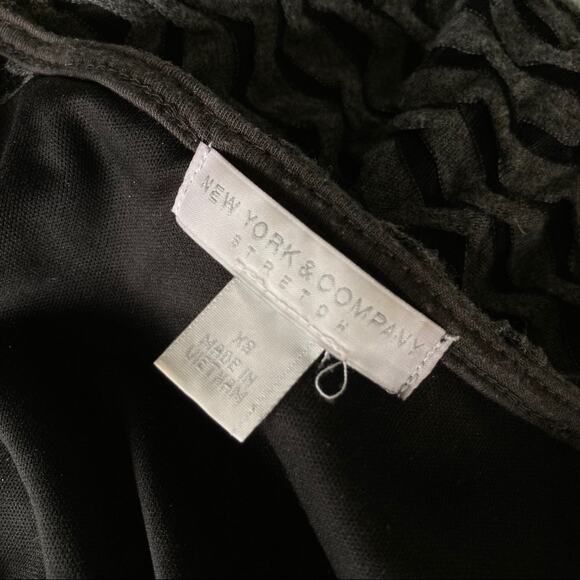 NEW YORK & COMPANY
STRETCH
XS
MADE IN
VIETNAM